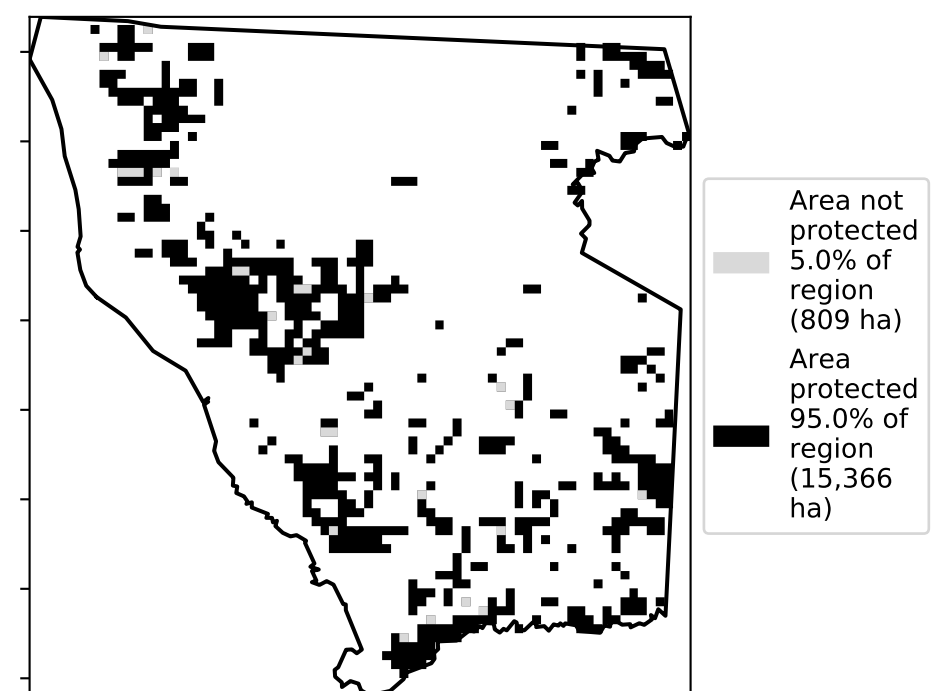 Area not
protected
5.0% of
region
(809 ha)
Area
protected
95.0% of
region
(15,366
ha)